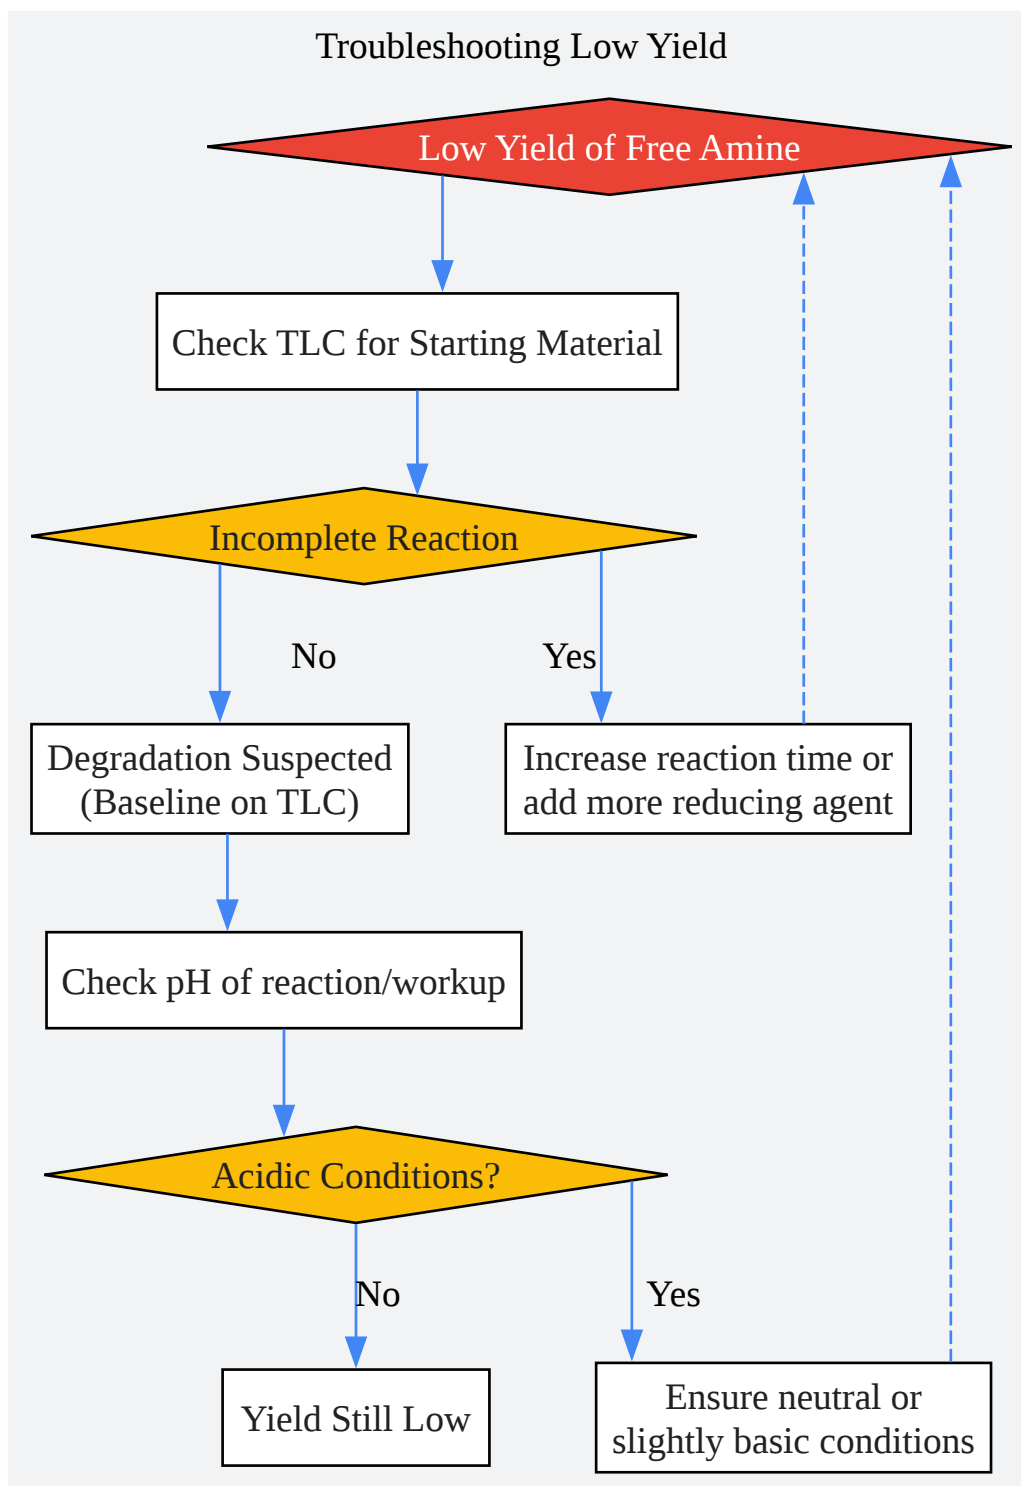 Troubleshooting Low Yield
Low Yield of Free Amine
Check TLC for Starting Material
Incomplete Reaction
No
Yes
Degradation Suspected
(Baseline on TLC)
Increase reaction time or
add more reducing agent
Check pH of reaction/workup
Acidic Conditions?
No
Yes
Yield Still Low
Ensure neutral or
slightly basic conditions